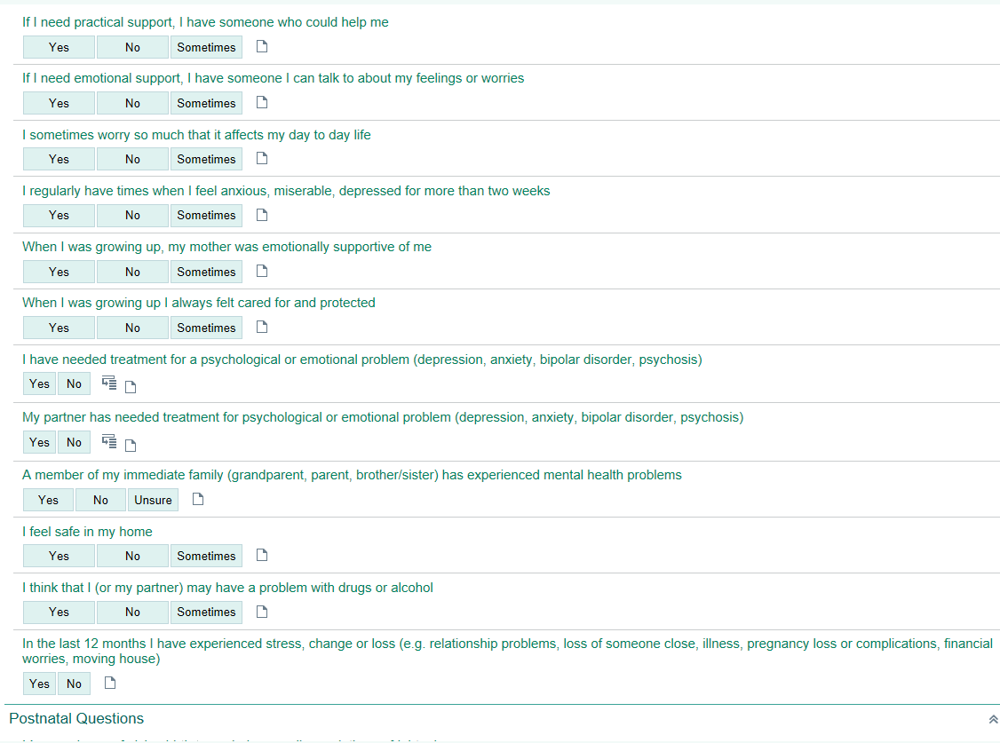 If I need practical support, I have someone who could help me
Yes No Sometimes
If I need emotional support, I have someone I can talk to about my feelings or worries
Yes No Sometimes
I sometimes worry so much that it affects my day to day life
Yes No Sometimes
I regularly have times when I feel anxious, miserable, depressed for more than two weeks
Yes No Sometimes
When I was growing up, my mother was emotionally supportive of me
Yes No Sometimes
When I was growing up I always felt cared for and protected
Yes No Sometimes
I have needed treatment for a psychological or emotional problem (depression, anxiety, bipolar disorder, psychosis)
Yes No
My partner has needed treatment for psychological or emotional problem (depression, anxiety, bipolar disorder, psychosis)
Yes No
A member of my immediate family (grandparent, parent, brother/sister) has experienced mental health problems
Yes No Unsure
I feel safe in my home
Yes No Sometimes
I think that I (or my partner) may have a problem with drugs or alcohol
Yes No Sometimes
In the last 12 months I have experienced stress, change or loss (e.g. relationship problems, loss of someone close, illness, pregnancy loss or complications, financial
worries, moving house)
Yes No
Postnatal Questions